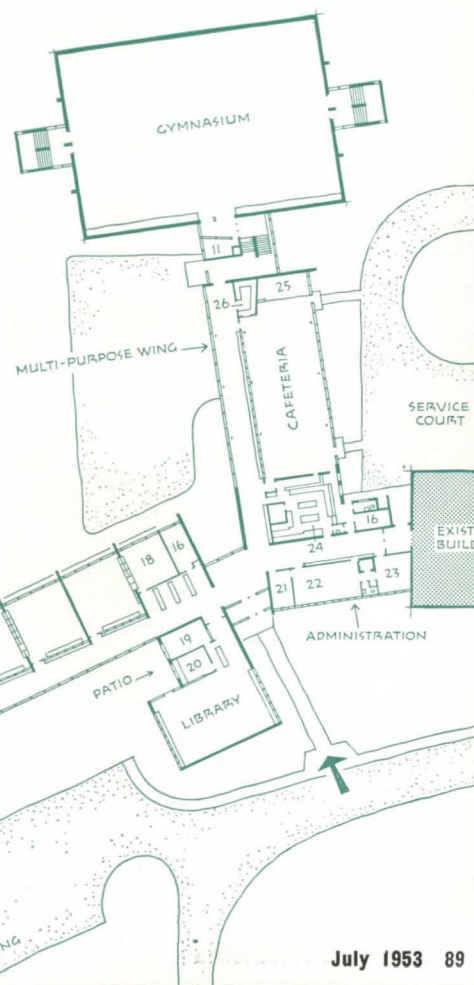 GYMNASIUM
11
25
26
MULTI-PURPOSE WING
CAFETERIA
SERVICE
COURT
16
EXIST
BUILD
24
18
16
21
22
23
ADMINISTRATION
19
20
PATIO
LIBRARY
NG
July 1953 89